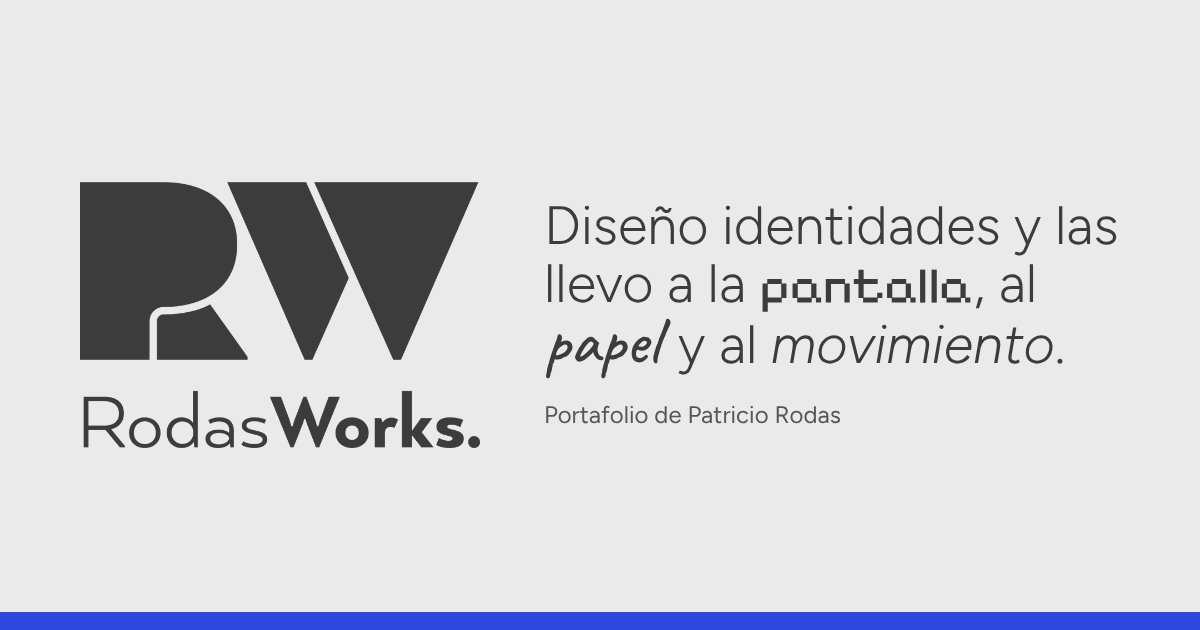 RW
RodasWorks.
Diseño identidades y las
llevo a la pantalla, al
papel y al movimiento.
Portafolio de Patricio Rodas